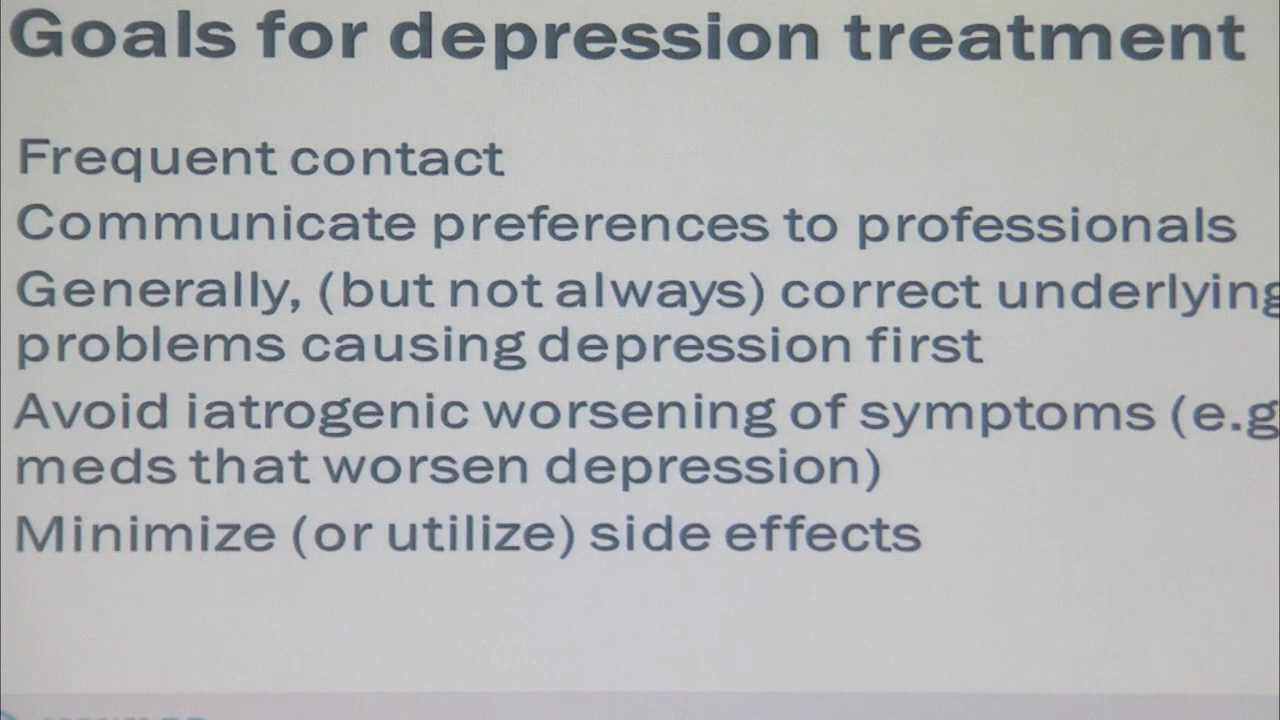 Goals for depression treatment
Frequent contact
Communicate preferences to professionals
Generally, (but not always) correct underlying
problems causing depression first
Avoid iatrogenic worsening of symptoms (e.g
meds that worsen depression)
Minimize (or utilize) side effects